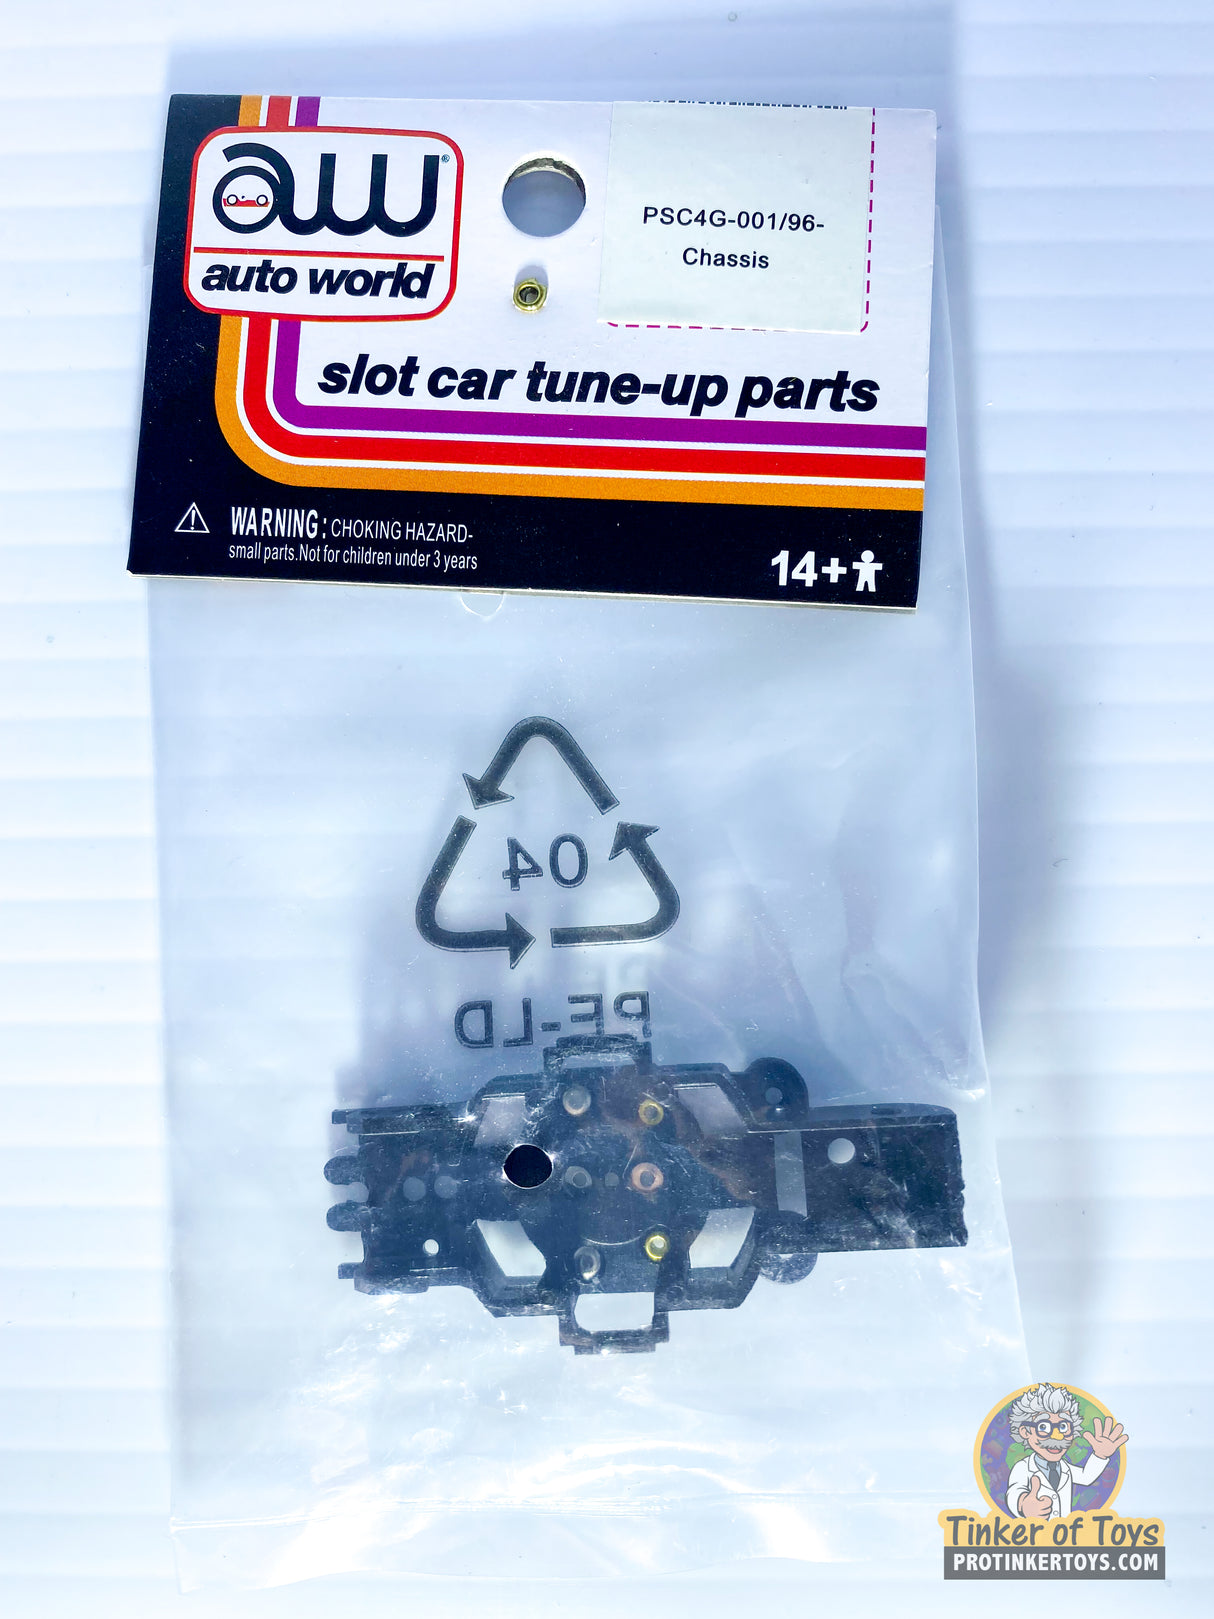 aw®
auto world
PSC4G-001/96-
Chassis
slot car tune-up parts
WARNING: CHOKING HAZARD-
small parts.Not for children under 3 years
14+
04
PE-LD
Tinker of Toys
PROTINKERTOYS.COM